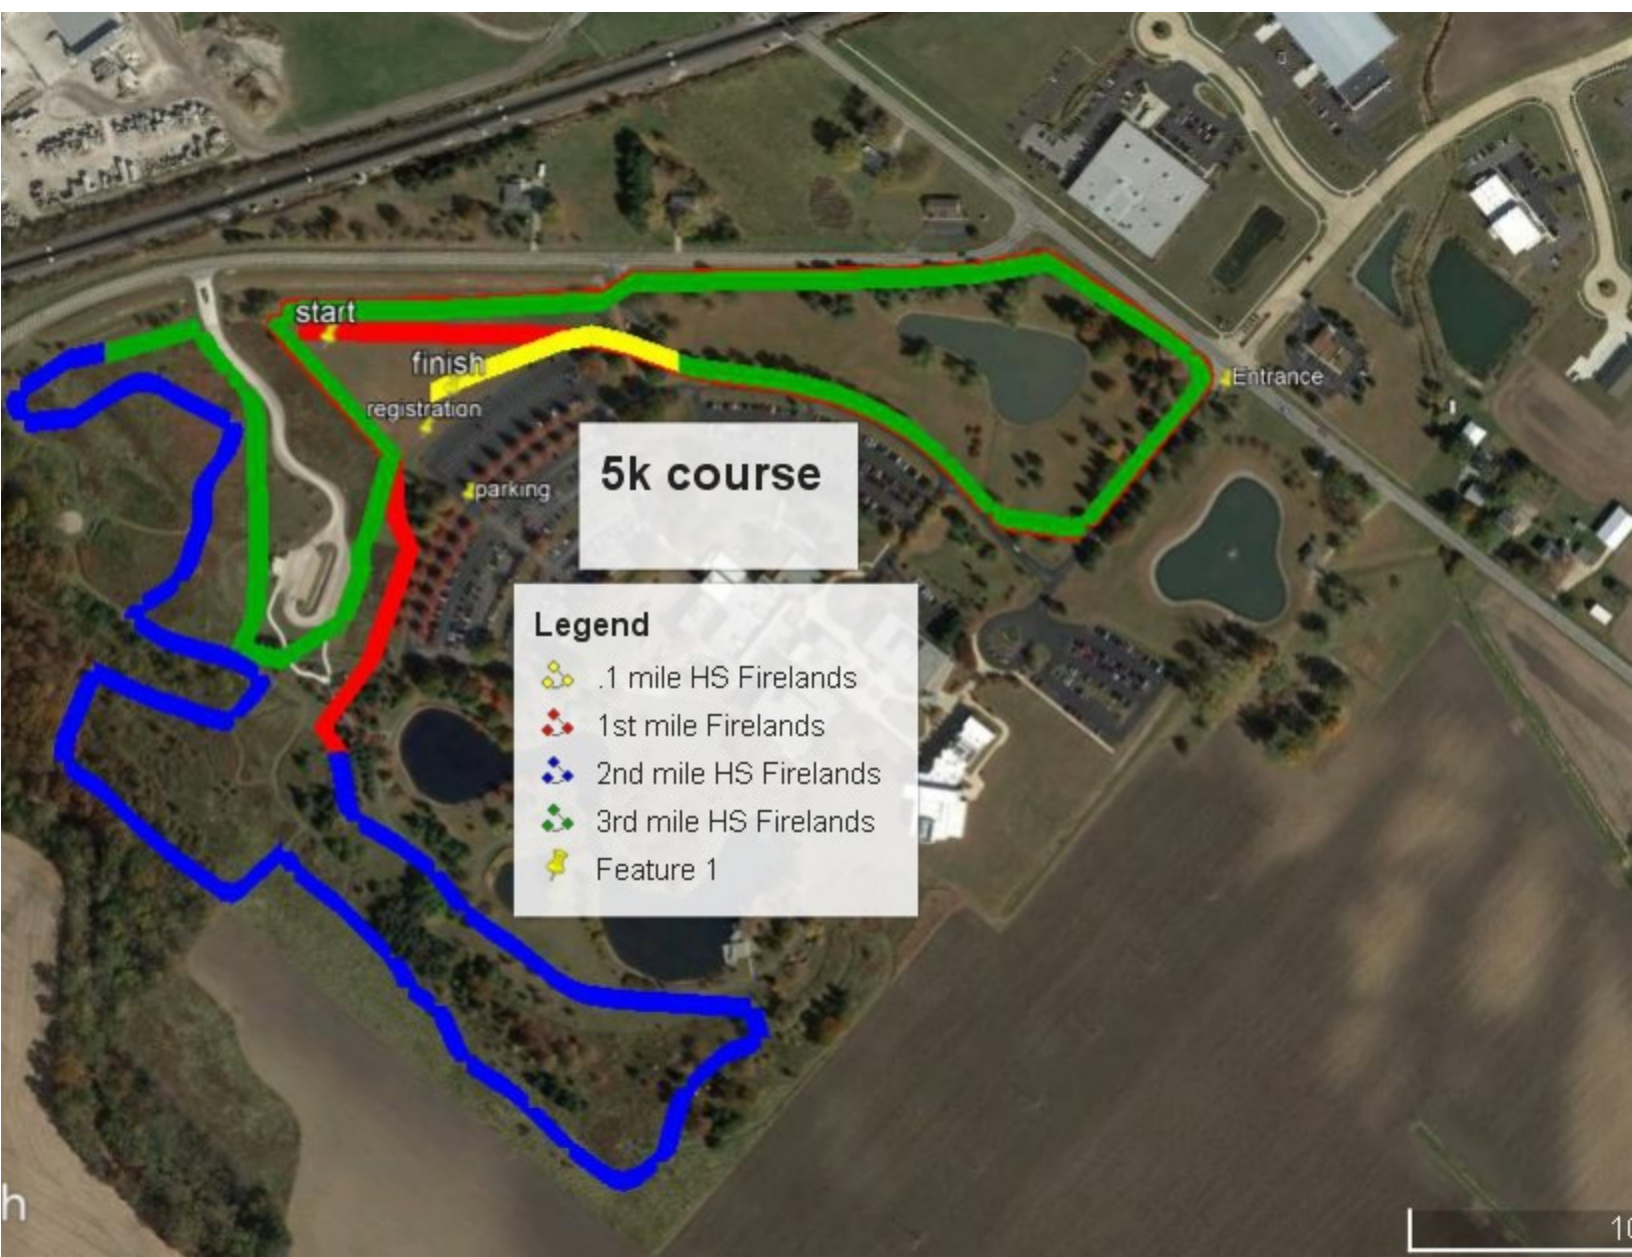 start
finish
Entrance
registration
5k course
parking
Legend
.1 mile HS Firelands
1st mile Firelands
2nd mile HS Firelands
3rd mile HS Firelands
Feature 1
h
10